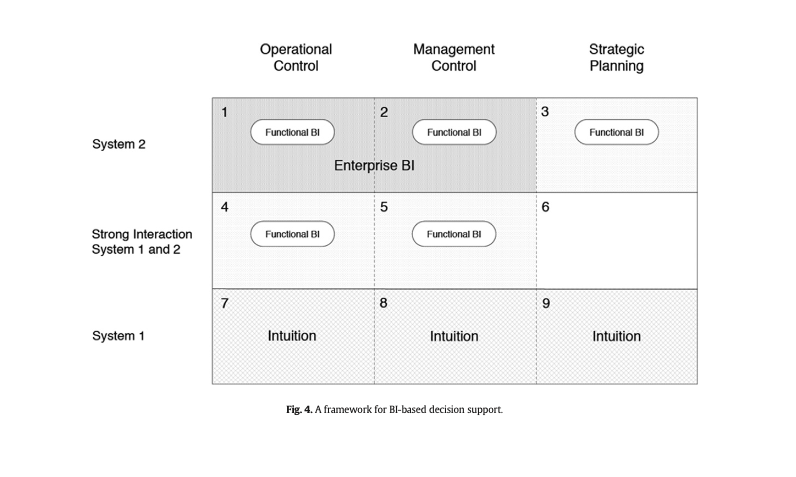 Operational
Control
Management
Control
Strategic
Planning
System 2
1
Functional BI
2
Functional BI
3
Functional BI
Enterprise BI
Strong Interaction
System 1 and 2
4
Functional BI
5
Functional BI
6
System 1
7
Intuition
8
Intuition
9
Intuition
Fig. 4. A framework for BI-based decision support.